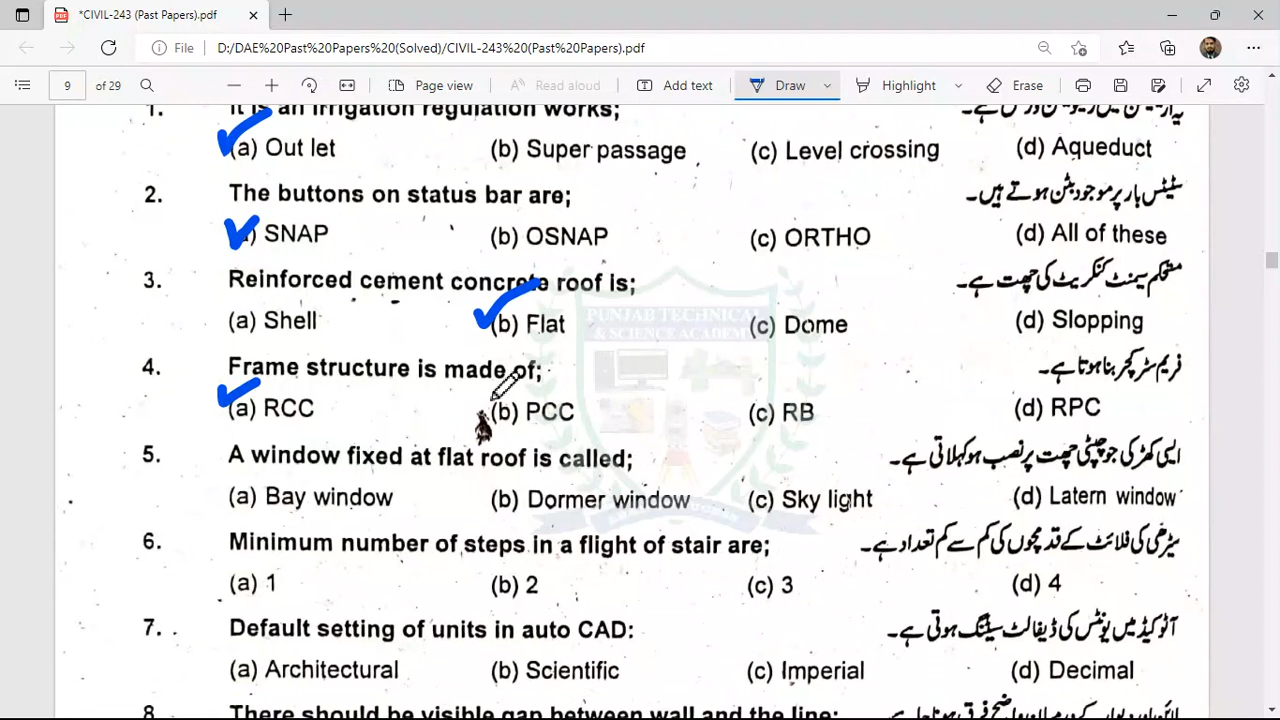 *CIVIL-243 (Past Papers).pdf
File D:/DAE%20Past%20Papers%20(Solved)/CIVIL-243%20(Past%20Papers).pdf
9 of 29 Page view Read aloud Add text Draw Highlight Erase
1. It is an irrigation regulation works;
(a) Out let (b) Super passage (c) Level crossing (d) Aqueduct
2. The buttons on status bar are; سٹیٹس بار پر موجود بٹن ہوتے ہیں۔
(a) SNAP (b) OSNAP (c) ORTHO (d) All of these
3. Reinforced cement concrete roof is; مستحکم سیمنٹ کنکریٹ کی چھت ہے۔
(a) Shell (b) Flat (c) Dome (d) Slopping
PUNJAB TECHNICAL
& SCIENCE ACADEMY
4. Frame structure is made of; فریم سٹرکچر بنا ہوتا ہے۔
(a) RCC (b) PCC (c) RB (d) RPC
5. A window fixed at flat roof is called; ایسی کھڑکی جو چپٹی چھت پر نصب ہو کہلاتی ہے۔
(a) Bay window (b) Dormer window (c) Sky light (d) Latern window
6. Minimum number of steps in a flight of stair are; سیڑھی کی فلائٹ کے قدمچوں کی کم سے کم تعداد ہے۔
(a) 1 (b) 2 (c) 3 (d) 4
7. Default setting of units in auto CAD: آٹو کیڈ میں یونٹس کی ڈیفالٹ سیٹنگ ہوتی ہے۔
(a) Architectural (b) Scientific (c) Imperial (d) Decimal
8 There should be visible gap between wall and the line;